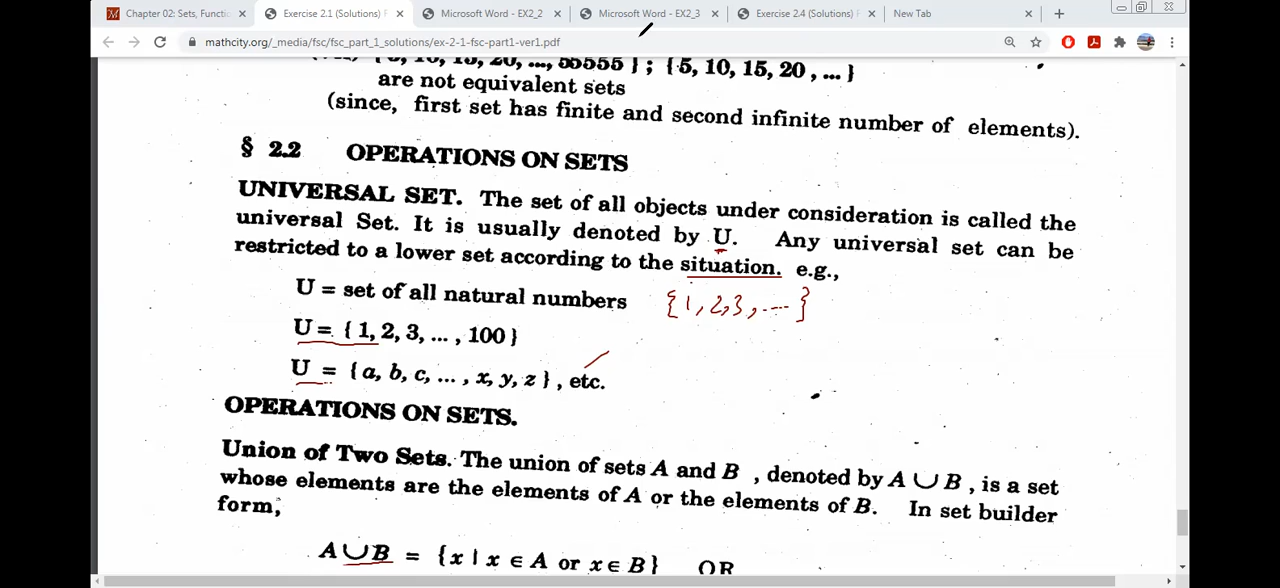 Chapter 02: Sets, Functio
Exercise 2.1 (Solutions)
Microsoft Word - EX2_2
Microsoft Word - EX2_3
Exercise 2.4 (Solutions)
New Tab
mathcity.org/_media/fsc/fsc_part_1_solutions/ex-2-1-fsc-part1-ver1.pdf
20, ..., 55555 } ; { 5, 10, 15, 20 , ... }
are not equivalent sets
(since, first set has finite and second infinite number of elements).
§ 2.2 OPERATIONS ON SETS
UNIVERSAL SET. The set of all objects under consideration is called the
universal Set. It is usually denoted by U. Any universal set can be
restricted to a lower set according to the situation. e.g.,
U = set of all natural numbers {1, 2, 3, ---- }
U = { 1, 2, 3, ... , 100 }
U = { a, b, c, ... , x, y, z } , etc.
OPERATIONS ON SETS.
Union of Two Sets. The union of sets A and B , denoted by A ∪ B , is a set
whose elements are the elements of A or the elements of B. In set builder
form,
A ∪ B = {x | x ∈ A or x ∈ B} OR